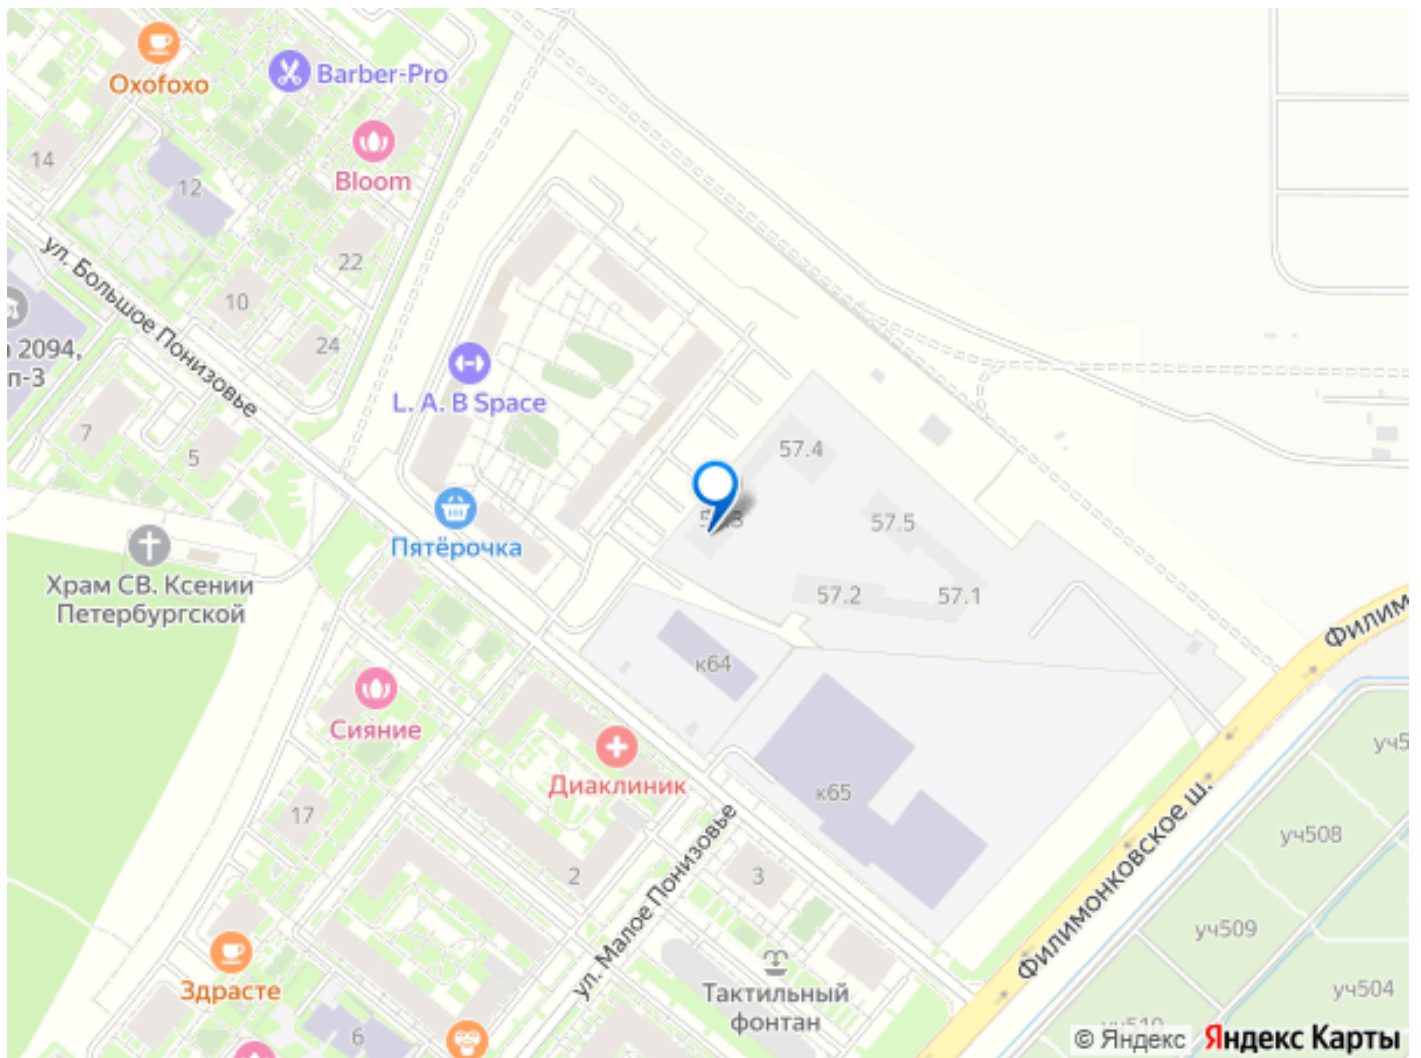 Oxofoxo
Barber-Pro
14
12
Bloom
ул. Большое Понизовье
22
10
24
2094,
п-3
L. A. B Space
7
5
57.4
57.5
Пятёрочка
Храм СВ. Ксении
Петербургской
57.2
57.1
Филим
к64
Сияние
Диаклиник
к65
17
2
3
ул. Малое Понизовье
Филимонковское ш.
уч5
уч508
уч509
уч504
Здрасте
Тактильный
фонтан
6
© Яндекс Яндекс Карты